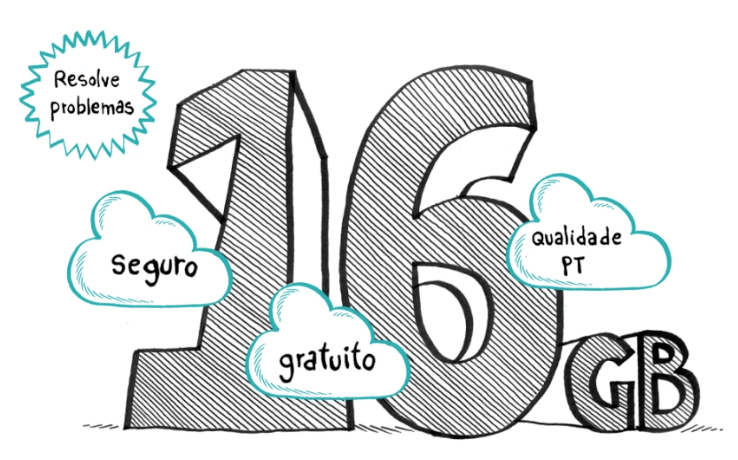 Resolve
problemas
16 GB
seguro
Qualidade
PT
gratuito